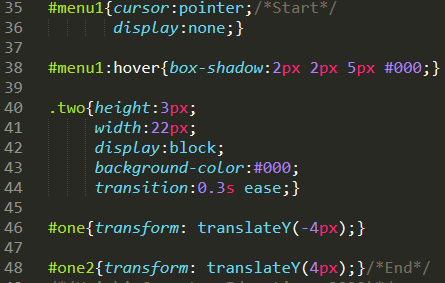 35 #menu1{cursor:pointer;/*Start*/
36 display:none;}
37
38 #menu1:hover{box-shadow:2px 2px 5px #000;}
39
40 .two{height:3px;
41 width:22px;
42 display:block;
43 background-color:#000;
44 transition:0.3s ease;}
45
46 #one{transform: translateY(-4px);}
47
48 #one2{transform: translateY(4px);}/*End*/